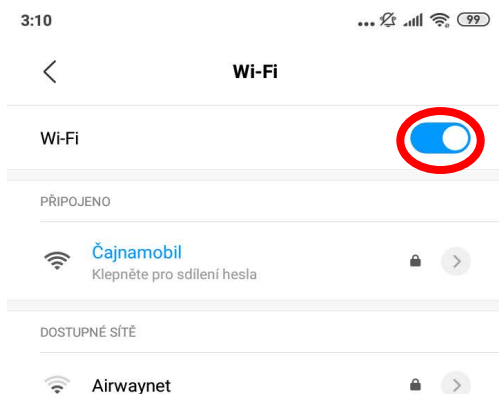 3:10 ... 99
Wi-Fi
Wi-Fi
PŘIPOJENO
Čajnamobil
Klepněte pro sdílení hesla
DOSTUPNÉ SÍTĚ
Airwaynet